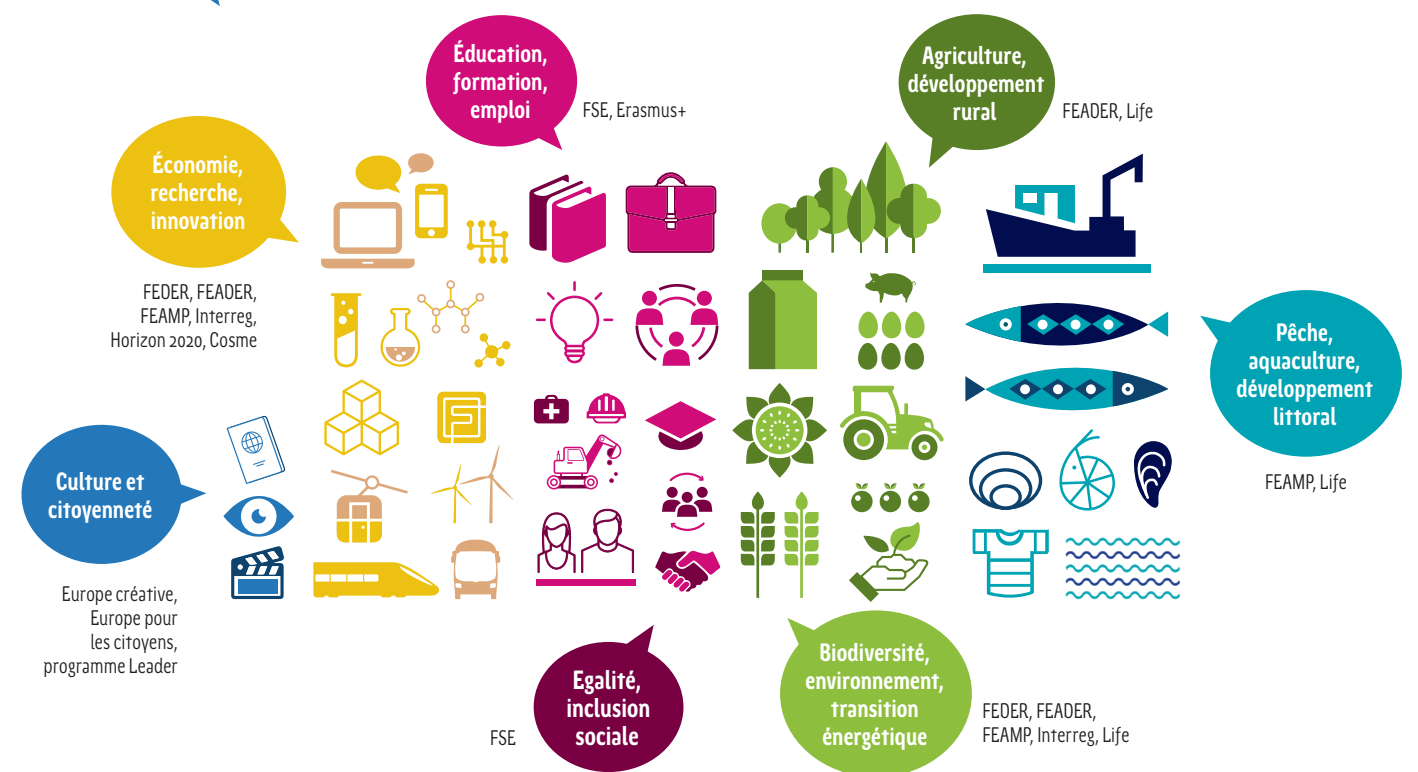 Éducation,
formation,
emploi
FSE, Erasmus+
Agriculture,
développement
rural
FEADER, Life
Économie,
recherche,
innovation
FEDER, FEADER,
FEAMP, Interreg,
Horizon 2020, Cosme
Pêche,
aquaculture,
développement
littoral
FEAMP, Life
Culture et
citoyenneté
Europe créative,
Europe pour
les citoyens,
programme Leader
Egalité,
inclusion
sociale
FSE
Biodiversité,
environnement,
transition
énergétique
FEDER, FEADER,
FEAMP, Interreg, Life